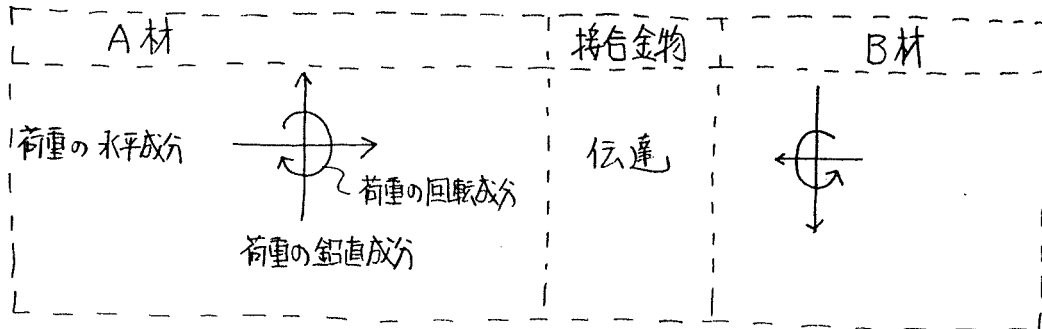 A材
接合金物
B材
荷重の水平成分
伝達
荷重の回転成分
荷重の鉛直成分